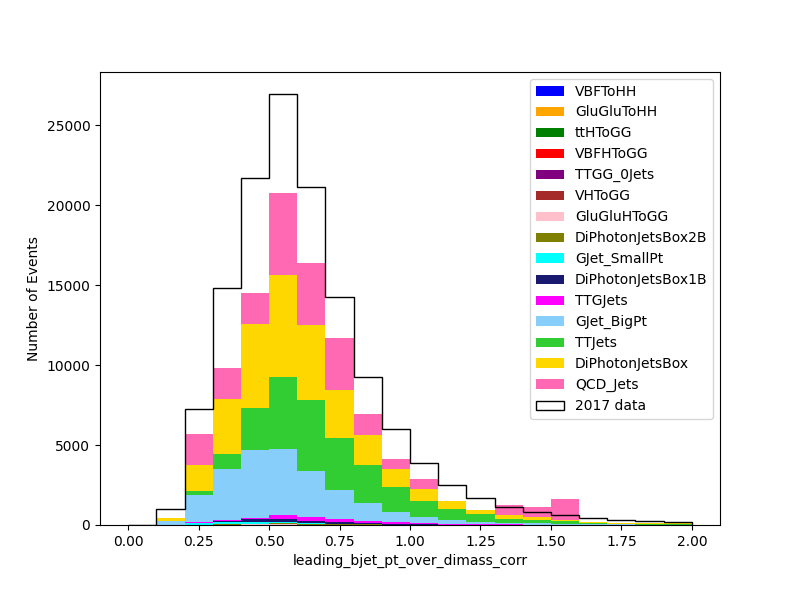 25000
20000
15000
10000
5000
0
Number of Events
0.00 0.25 0.50 0.75 1.00 1.25 1.50 1.75 2.00
leading_bjet_pt_over_dimass_corr
VBFToHH
GluGluToHH
ttHToGG
VBFHToGG
TTGG_0Jets
VHToGG
GluGluHToGG
DiPhotonJetsBox2B
GJet_SmallPt
DiPhotonJetsBox1B
TTGJets
GJet_BigPt
TTJets
DiPhotonJetsBox
QCD_Jets
2017 data